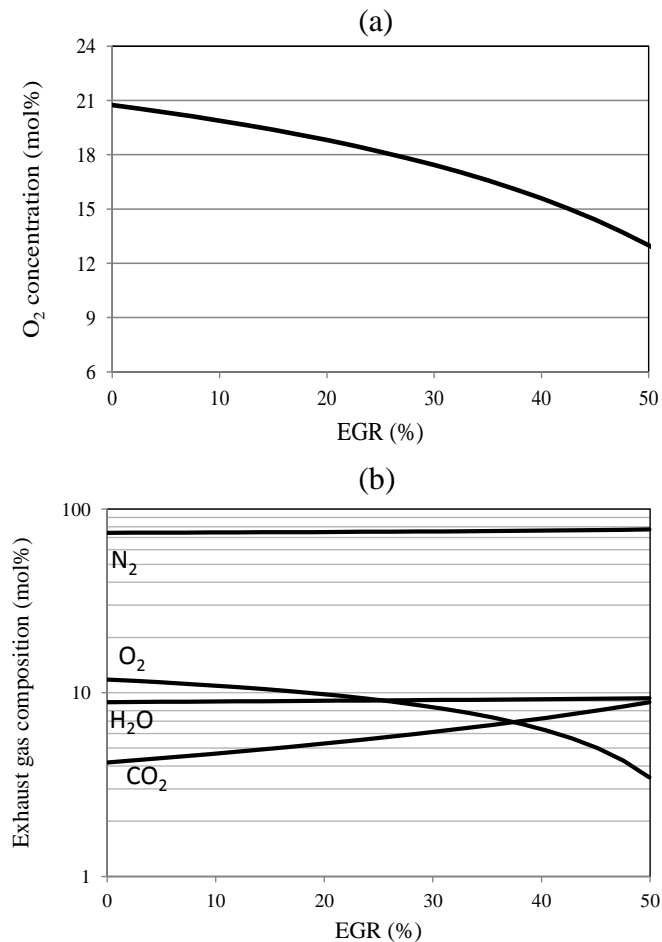 (a)
O₂ concentration (mol%)
24
21
18
15
12
9
6
0 10 20 30 40 50
EGR (%)
(b)
Exhaust gas composition (mol%)
100
10
1
N₂
O₂
H₂O
CO₂
0 10 20 30 40 50
EGR (%)